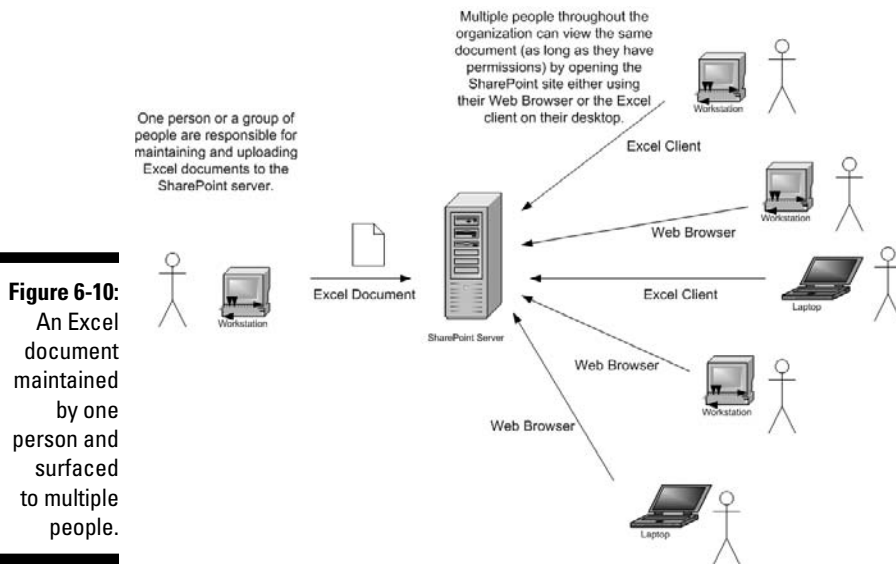 Multiple people throughout the
organization can view the same
document (as long as they have
permissions) by opening the
SharePoint site either using
their Web Browser or the Excel
client on their desktop.
Workstation
One person or a group of
people are responsible for
maintaining and uploading
Excel documents to the
SharePoint server.
Excel Client
Workstation
Web Browser
Figure 6-10:
An Excel
document
maintained
by one
person and
surfaced
to multiple
people.
Workstation
Excel Document
SharePoint Server
Excel Client
Laptop
Web Browser
Workstation
Web Browser
Laptop